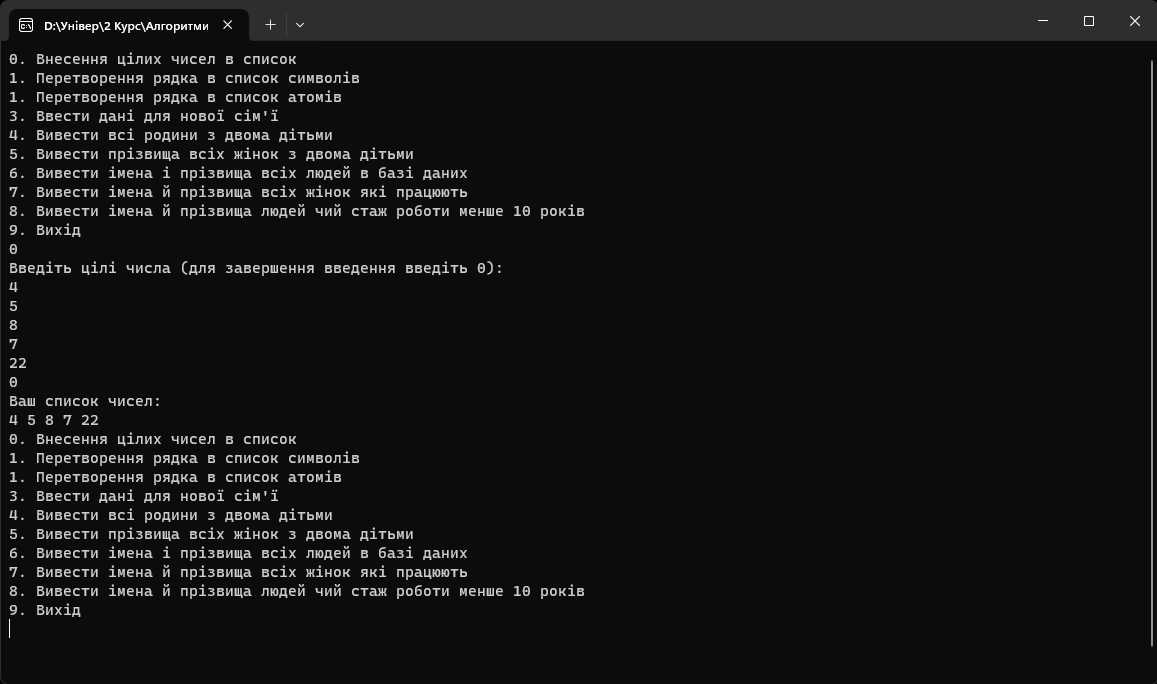 D:\Універ\2 Курс\Алгоритми
0. Внесення цілих чисел в список
1. Перетворення рядка в список символів
1. Перетворення рядка в список атомів
3. Ввести дані для нової сім'ї
4. Вивести всі родини з двома дітьми
5. Вивести прізвища всіх жінок з двома дітьми
6. Вивести імена і прізвища всіх людей в базі даних
7. Вивести імена й прізвища всіх жінок які працюють
8. Вивести імена й прізвища людей чий стаж роботи менше 10 років
9. Вихід
0
Введіть цілі числа (для завершення введення введіть 0):
4
5
8
7
22
0
Ваш список чисел:
4 5 8 7 22
0. Внесення цілих чисел в список
1. Перетворення рядка в список символів
1. Перетворення рядка в список атомів
3. Ввести дані для нової сім'ї
4. Вивести всі родини з двома дітьми
5. Вивести прізвища всіх жінок з двома дітьми
6. Вивести імена і прізвища всіх людей в базі даних
7. Вивести імена й прізвища всіх жінок які працюють
8. Вивести імена й прізвища людей чий стаж роботи менше 10 років
9. Вихід